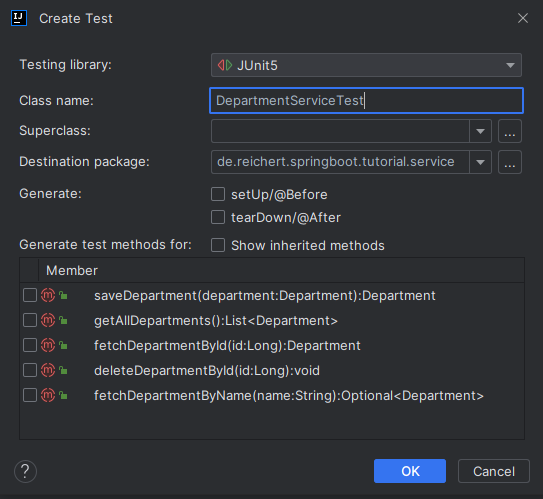 IJ Create Test
Testing library: JUnit5
Class name: DepartmentServiceTest
Superclass: ...
Destination package: de.reichert.springboot.tutorial.service ...
Generate: setUp/@Before
tearDown/@After
Generate test methods for: Show inherited methods
Member
m saveDepartment(department:Department):Department
m getAllDepartments():List<Department>
m fetchDepartmentById(id:Long):Department
m deleteDepartmentById(id:Long):void
m fetchDepartmentByName(name:String):Optional<Department>
? OK Cancel